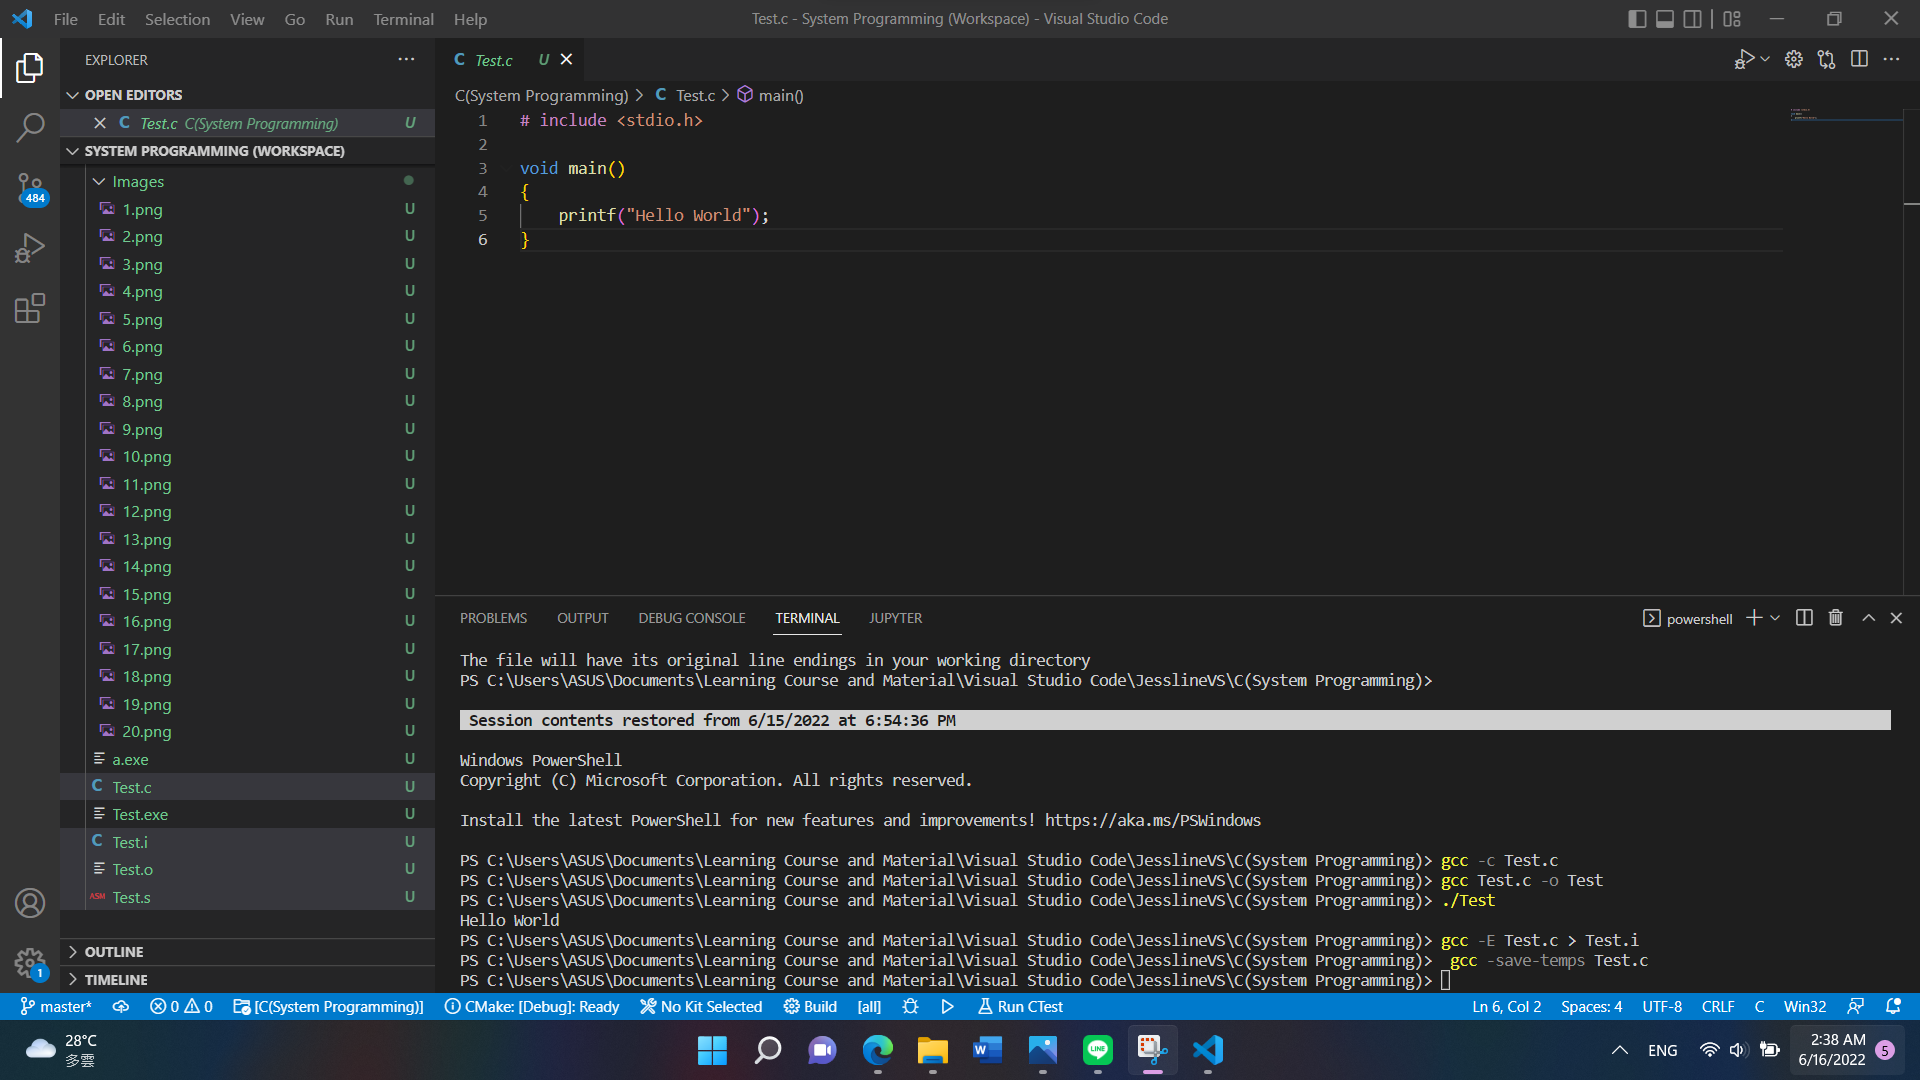 File Edit Selection View Go Run Terminal Help
Test.c - System Programming (Workspace) - Visual Studio Code
EXPLORER
OPEN EDITORS
C Test.c C(System Programming) U
SYSTEM PROGRAMMING (WORKSPACE)
Images
1.png U
2.png U
3.png U
4.png U
5.png U
6.png U
7.png U
8.png U
9.png U
10.png U
11.png U
12.png U
13.png U
14.png U
15.png U
16.png U
17.png U
18.png U
19.png U
20.png U
a.exe U
C Test.c U
Test.exe U
C Test.i U
Test.o U
ASM Test.s U
OUTLINE
TIMELINE
484
1
C Test.c U
C(System Programming) > C Test.c > main()
1 # include <stdio.h>
2
3 void main()
4 {
5 printf("Hello World");
6 }
PROBLEMS OUTPUT DEBUG CONSOLE TERMINAL JUPYTER
powershell
The file will have its original line endings in your working directory
PS C:\Users\ASUS\Documents\Learning Course and Material\Visual Studio Code\JesslineVS\C(System Programming)>
Session contents restored from 6/15/2022 at 6:54:36 PM
Windows PowerShell
Copyright (C) Microsoft Corporation. All rights reserved.
Install the latest PowerShell for new features and improvements! https://aka.ms/PSWindows
PS C:\Users\ASUS\Documents\Learning Course and Material\Visual Studio Code\JesslineVS\C(System Programming)> gcc -c Test.c
PS C:\Users\ASUS\Documents\Learning Course and Material\Visual Studio Code\JesslineVS\C(System Programming)> gcc Test.c -o Test
PS C:\Users\ASUS\Documents\Learning Course and Material\Visual Studio Code\JesslineVS\C(System Programming)> ./Test
Hello World
PS C:\Users\ASUS\Documents\Learning Course and Material\Visual Studio Code\JesslineVS\C(System Programming)> gcc -E Test.c > Test.i
PS C:\Users\ASUS\Documents\Learning Course and Material\Visual Studio Code\JesslineVS\C(System Programming)>  gcc -save-temps Test.c
PS C:\Users\ASUS\Documents\Learning Course and Material\Visual Studio Code\JesslineVS\C(System Programming)>
master* 0 0 [C(System Programming)] CMake: [Debug]: Ready No Kit Selected Build [all] Run CTest Ln 6, Col 2 Spaces: 4 UTF-8 CRLF C Win32
28°C
多雲
W
LINE
ENG
2:38 AM
6/16/2022
5